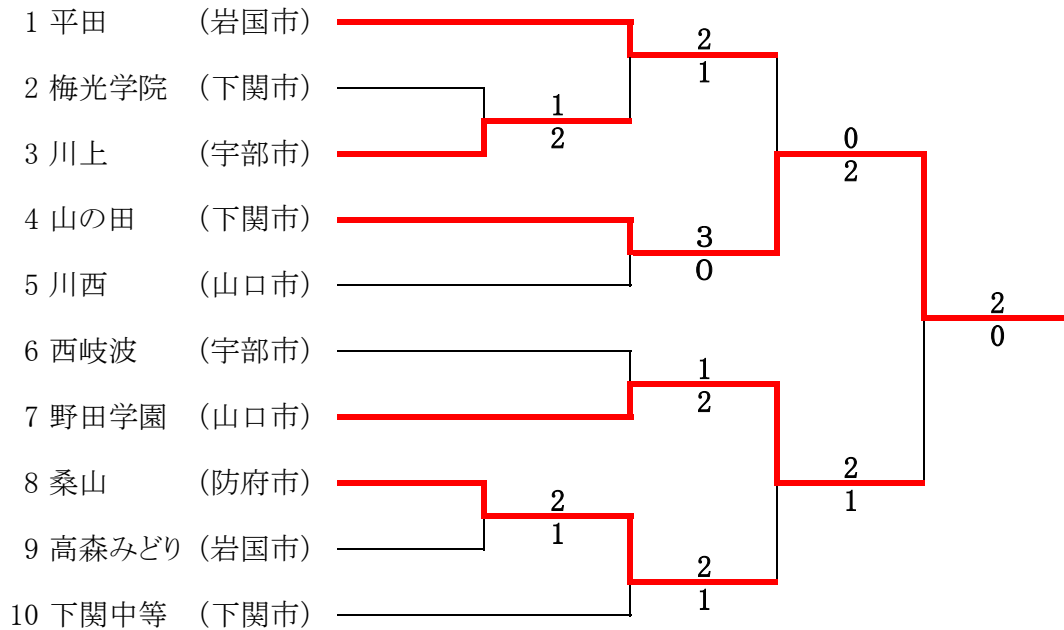 1 平田 (岩国市)
2 梅光学院 (下関市)
3 川上 (宇部市)
4 山の田 (下関市)
5 川西 (山口市)
6 西岐波 (宇部市)
7 野田学園 (山口市)
8 桑山 (防府市)
9 高森みどり (岩国市)
10 下関中等 (下関市)
1
2
2
1
2
1
3
0
1
2
2
1
0
2
2
1
2
0